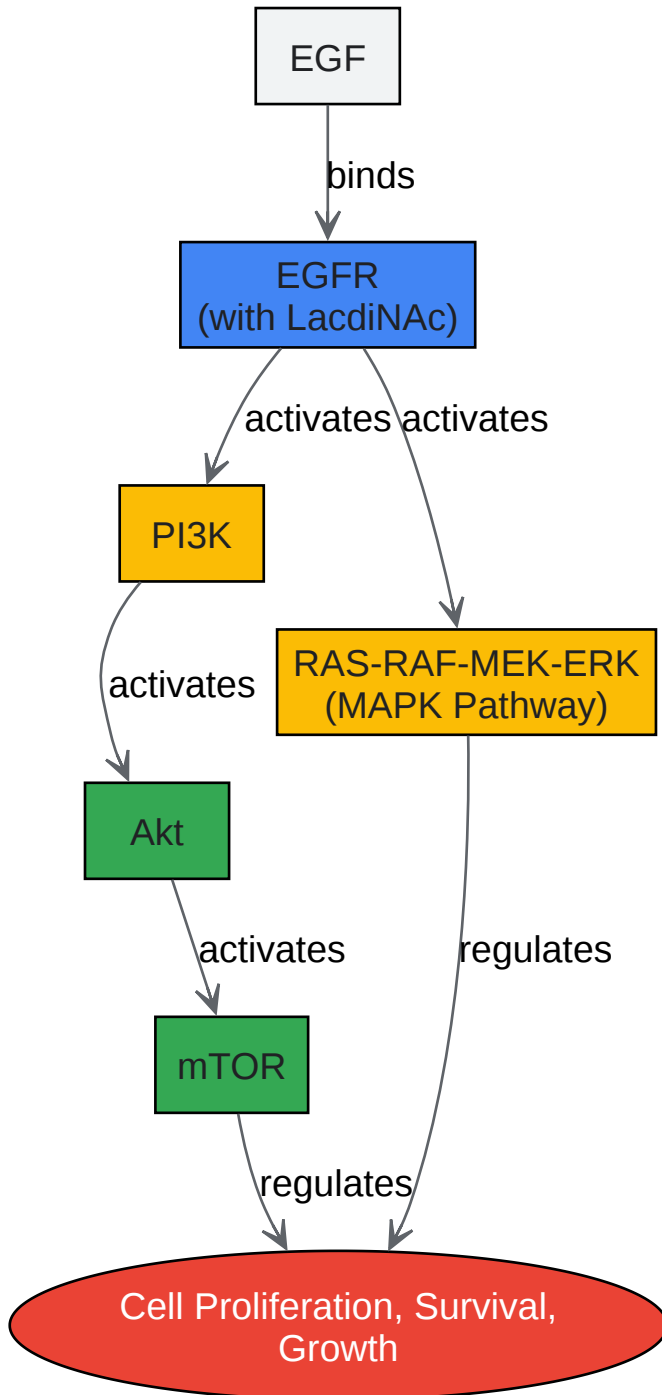 EGF
binds
EGFR
(with LacdiNAc)
activates activates
PI3K
RAS-RAF-MEK-ERK
(MAPK Pathway)
activates
Akt
activates
regulates
mTOR
regulates
Cell Proliferation, Survival,
Growth